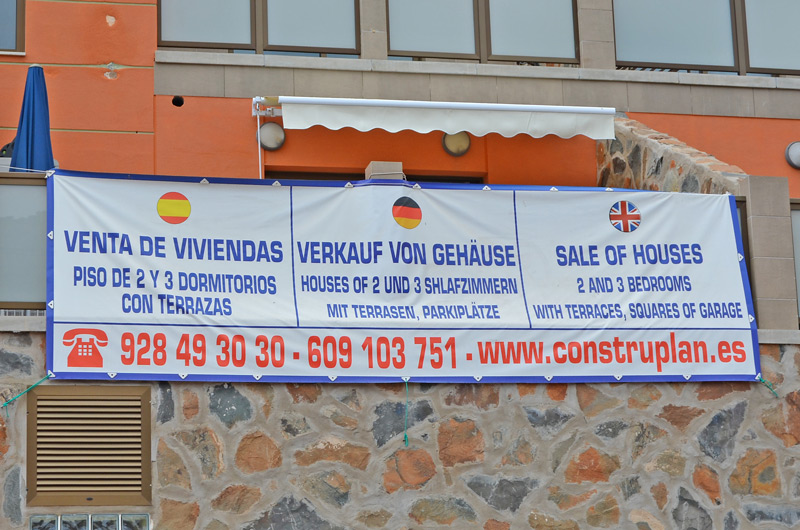 VENTA DE VIVIENDAS
PISO DE 2 Y 3 DORMITORIOS
CON TERRAZAS
VERKAUF VON GEHÄUSE
HOUSES OF 2 UND 3 SHLAFZIMMERN
MIT TERRASEN, PARKIPLÄTZE
SALE OF HOUSES
2 AND 3 BEDROOMS
WITH TERRACES, SQUARES OF GARAGE
928 49 30 30 - 609 103 751 - www.construplan.es